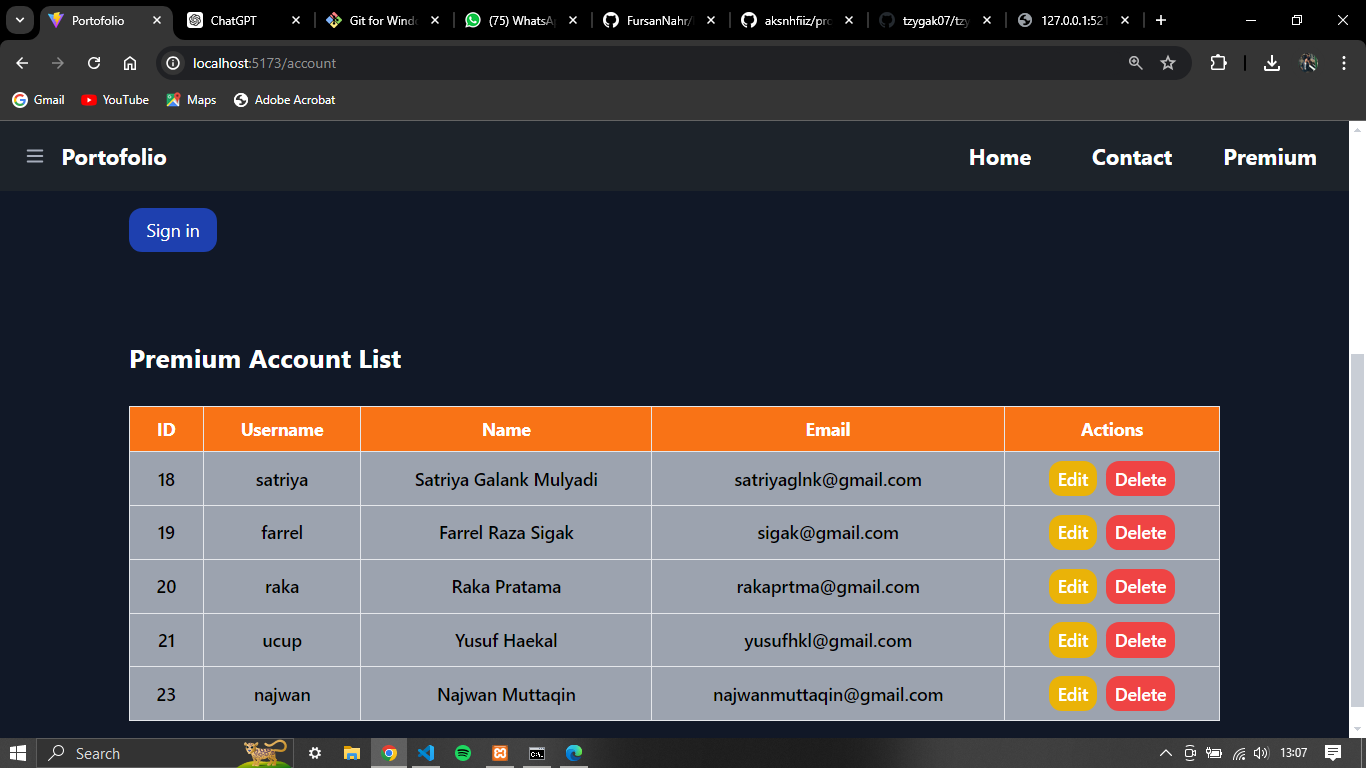 Portofolio ChatGPT Git for Wind (75) WhatsA FursanNahr/ aksnhfiiz/pro tzygak07/tzy 127.0.0.1:521
localhost:5173/account
Gmail YouTube Maps Adobe Acrobat
Portofolio Home Contact Premium
Sign in
Premium Account List
ID Username Name Email Actions
18 satriya Satriya Galank Mulyadi satriyaglnk@gmail.com Edit Delete
19 farrel Farrel Raza Sigak sigak@gmail.com Edit Delete
20 raka Raka Pratama rakaprtma@gmail.com Edit Delete
21 ucup Yusuf Haekal yusufhkl@gmail.com Edit Delete
23 najwan Najwan Muttaqin najwanmuttaqin@gmail.com Edit Delete
Search 13:07